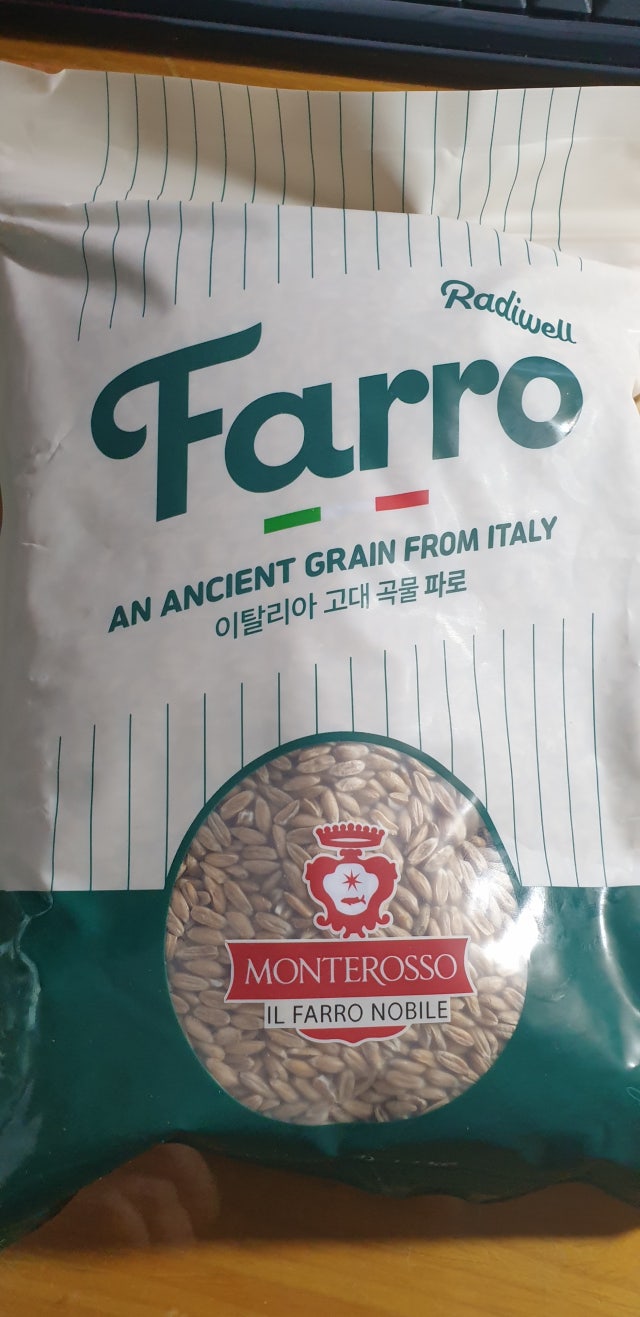 Radiwell
Farro
AN ANCIENT GRAIN FROM ITALY
이탈리아 고대 곡물 파로
MONTEROSSO
IL FARRO NOBILE